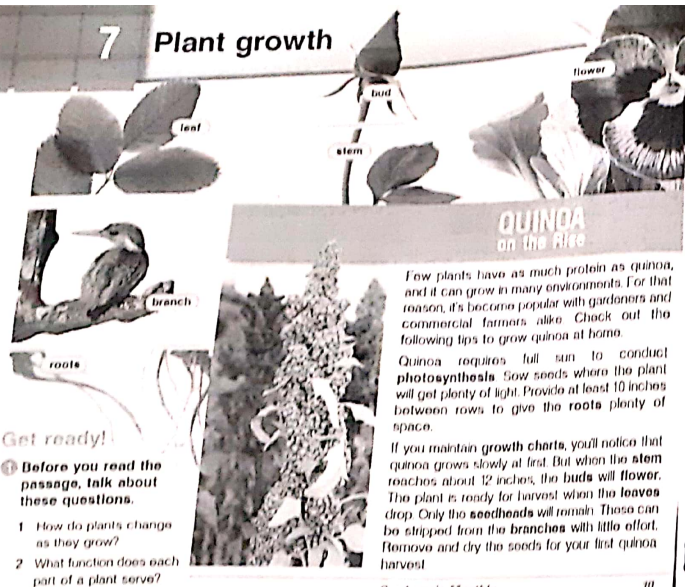 7 Plant growth
leaf
bud
stem
flower
branch
roots
Get ready!
1 Before you read the
passage, talk about
these questions.
1 How do plants change
as they grow?
2 What function does each
part of a plant serve?
QUINOA
on the Rise
Few plants have as much protein as quinoa,
and it can grow in many environments. For that
reason, it's become popular with gardeners and
commercial farmers alike. Check out the
following tips to grow quinoa at home.
Quinoa requires full sun to conduct
photosynthesis. Sow seeds where the plant
will get plenty of light. Provide at least 10 inches
between rows to give the roots plenty of
space.
If you maintain growth charts, you'll notice that
quinoa grows slowly at first. But when the stem
reaches about 12 inches, the buds will flower.
The plant is ready for harvest when the leaves
drop. Only the seedheads will remain. These can
be stripped from the branches with little effort.
Remove and dry the seeds for your first quinoa
harvest